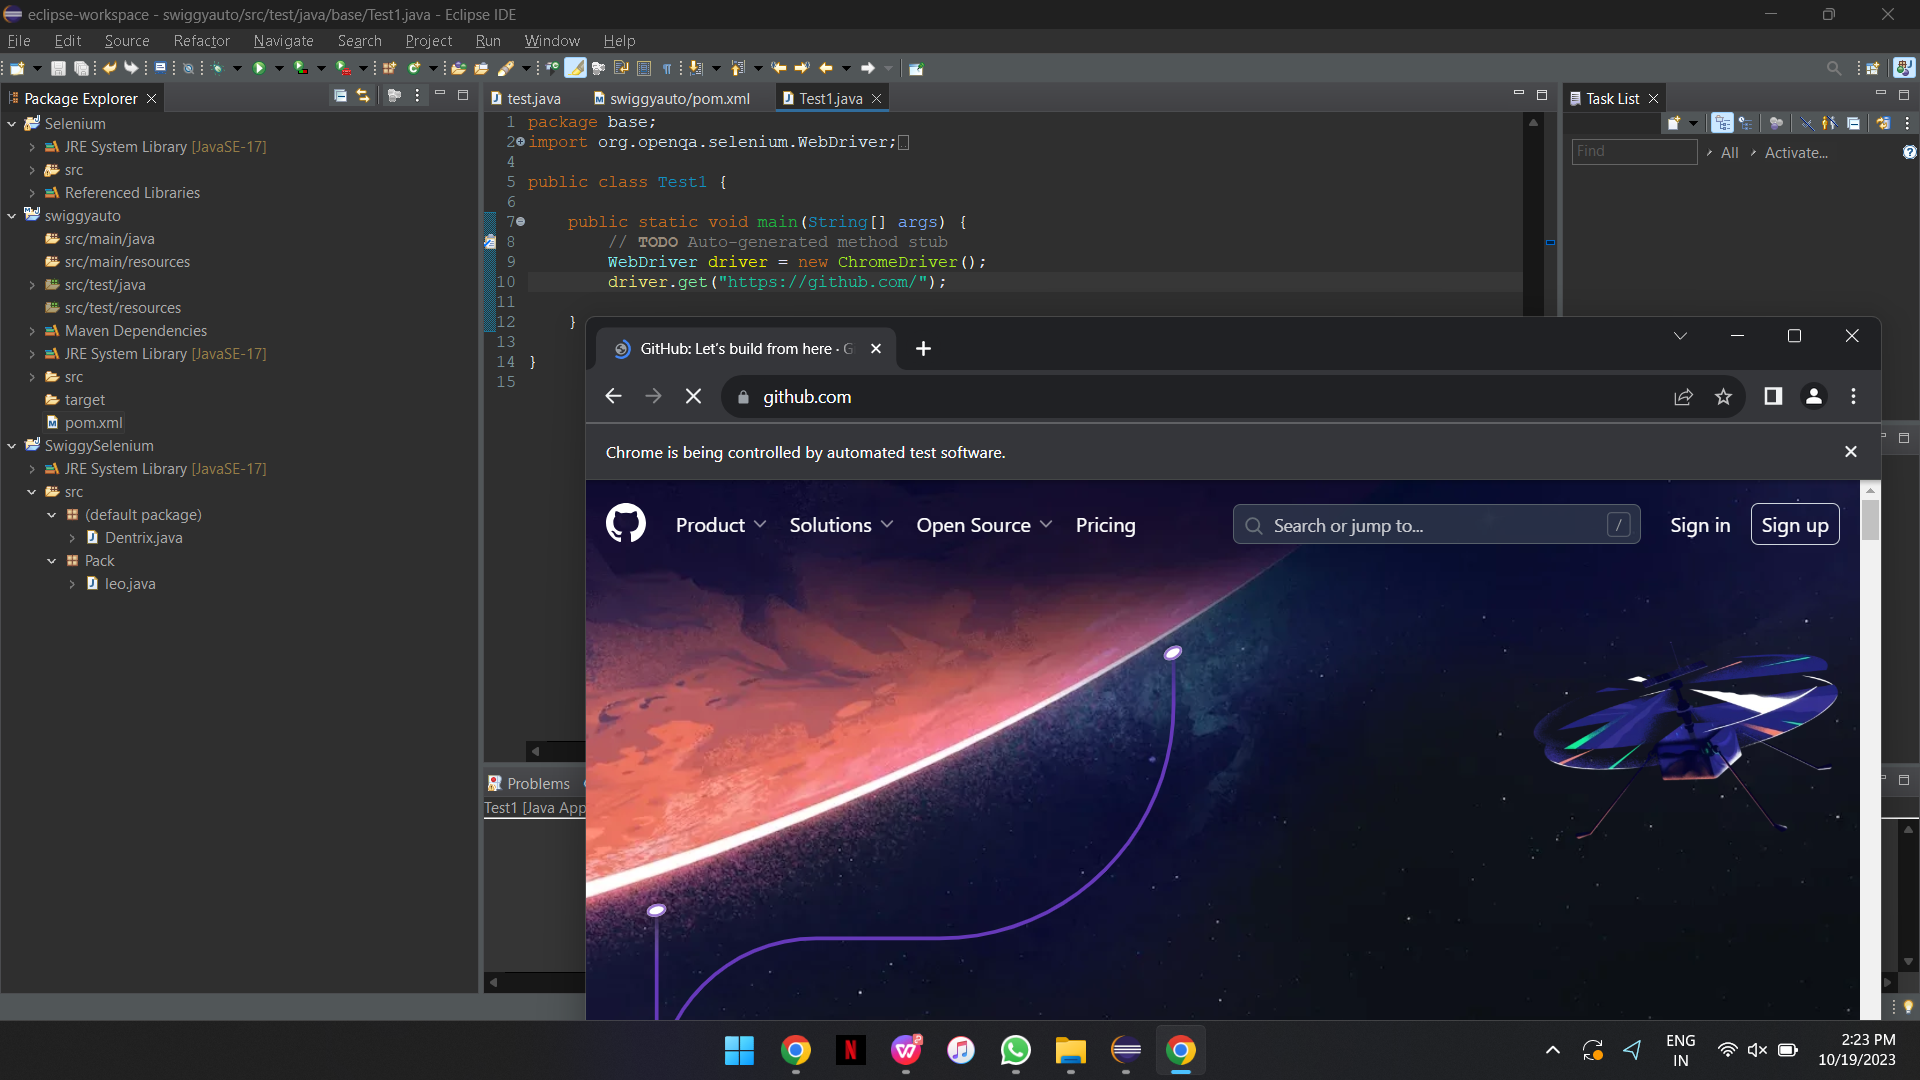 eclipse-workspace - swiggyauto/src/test/java/base/Test1.java - Eclipse IDE
File Edit Source Refactor Navigate Search Project Run Window Help
Package Explorer
Selenium
JRE System Library [JavaSE-17]
src
Referenced Libraries
swiggyauto
src/main/java
src/main/resources
src/test/java
src/test/resources
Maven Dependencies
JRE System Library [JavaSE-17]
src
target
pom.xml
SwiggySelenium
JRE System Library [JavaSE-17]
src
(default package)
Dentrix.java
Pack
leo.java
test.java swiggyauto/pom.xml Test1.java
1 package base;
2 import org.openqa.selenium.WebDriver;
4
5 public class Test1 {
6
7 public static void main(String[] args) {
8 // TODO Auto-generated method stub
9 WebDriver driver = new ChromeDriver();
10 driver.get("https://github.com/");
11
12 }
13
14 }
15
Task List
Find All Activate...
Problems
Test1 [Java App
GitHub: Let's build from here · G
github.com
Chrome is being controlled by automated test software.
Product Solutions Open Source Pricing Search or jump to... / Sign in Sign up
ENG
IN
2:23 PM
10/19/2023